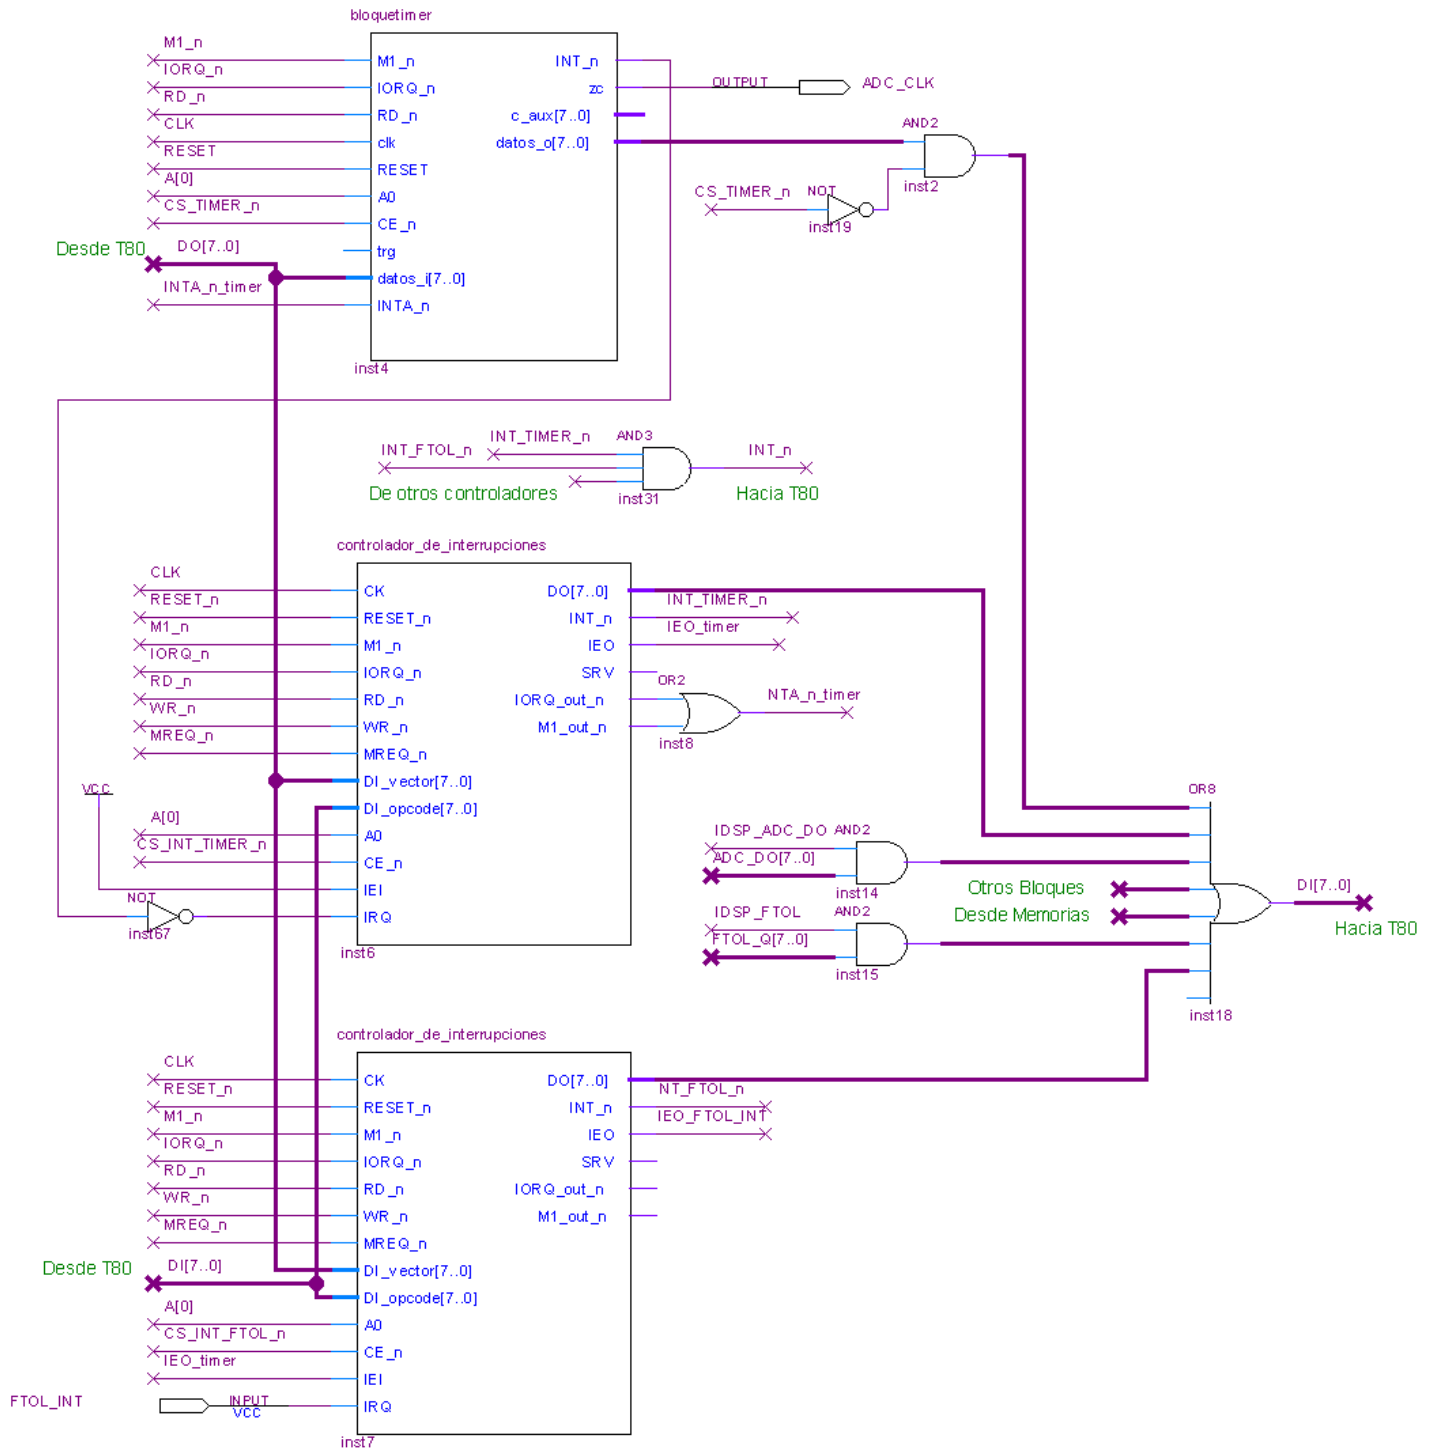 bloquetimer
M1_n
IORQ_n
RD_n
CLK
RESET
A[0]
CS_TIMER_n
Desde T80
DO[7..0]
INTA_n_timer
M1_n
IORQ_n
RD_n
clk
RESET
A0
CE_n
trg
datos_i[7..0]
INTA_n
INT_n
zc
c_aux[7..0]
datos_o[7..0]
inst4
OUTPUT
ADC_CLK
AND2
inst2
CS_TIMER_n
NOT
inst19
INT_TIMER_n
AND3
INT_FTOL_n
INT_n
De otros controladores
inst31
Hacia T80
controlador_de_interrupciones
CLK
RESET_n
M1_n
IORQ_n
RD_n
WR_n
MREQ_n
VCC
A[0]
CS_INT_TIMER_n
NOT
inst67
CK
RESET_n
M1_n
IORQ_n
RD_n
WR_n
MREQ_n
DI_vector[7..0]
DI_opcode[7..0]
A0
CE_n
IEI
IRQ
DO[7..0]
INT_n
IEO
SRV
IORQ_out_n
M1_out_n
inst6
INT_TIMER_n
IEO_timer
OR2
NTA_n_timer
inst8
OR8
IDSP_ADC_DO
AND2
ADC_DO[7..0]
inst14
IDSP_FTOL
AND2
FTOL_Q[7..0]
inst15
Otros Bloques
Desde Memorias
DI[7..0]
Hacia T80
inst18
controlador_de_interrupciones
CLK
RESET_n
M1_n
IORQ_n
RD_n
WR_n
MREQ_n
Desde T80
DI[7..0]
A[0]
CS_INT_FTOL_n
IEO_timer
FTOL_INT
INPUT
VCC
CK
RESET_n
M1_n
IORQ_n
RD_n
WR_n
MREQ_n
DI_vector[7..0]
DI_opcode[7..0]
A0
CE_n
IEI
IRQ
DO[7..0]
INT_n
IEO
SRV
IORQ_out_n
M1_out_n
NT_FTOL_n
IEO_FTOL_INT
inst7